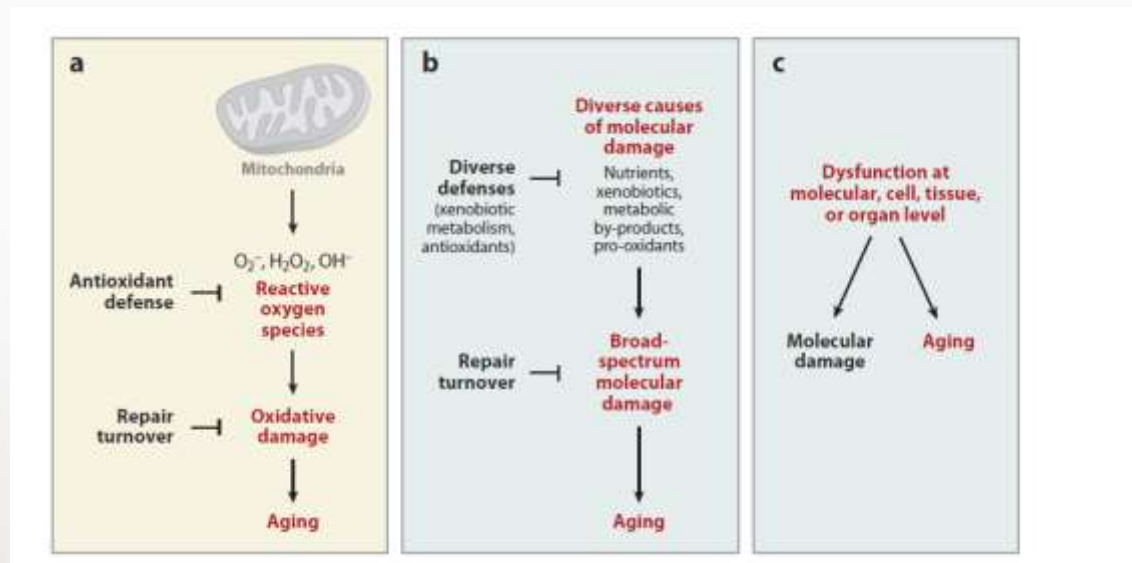 a
Mitochondria
O₂⁻, H₂O₂, OH⁻
Antioxidant
defense
Reactive
oxygen
species
Repair
turnover
Oxidative
damage
Aging
b
Diverse causes
of molecular
damage
Diverse
defenses
(xenobiotic
metabolism,
antioxidants)
Nutrients,
xenobiotics,
metabolic
by-products,
pro-oxidants
Repair
turnover
Broad-
spectrum
molecular
damage
Aging
c
Dysfunction at
molecular, cell, tissue,
or organ level
Molecular
damage
Aging